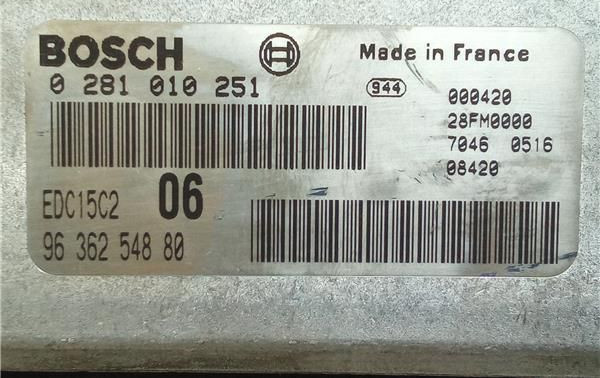 BOSCH
Made in France
0 281 010 251
944
000420
28FM0000
7046 0516
08420
EDC15C2
06
96 362 548 80